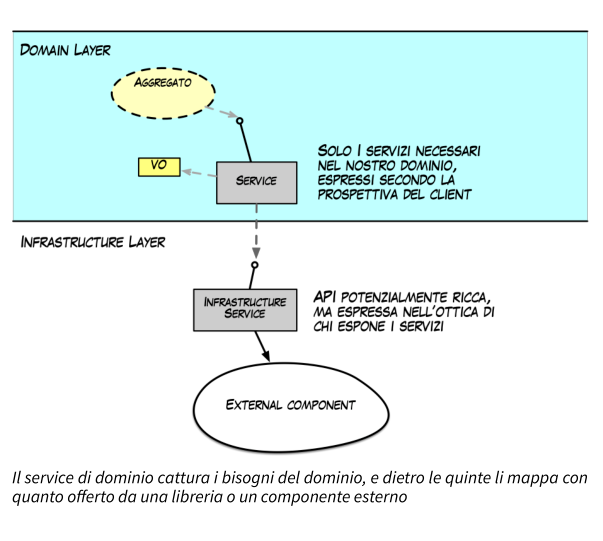 DOMAIN LAYER
AGGREGATO
VO
SERVICE
SOLO I SERVIZI NECESSARI
NEL NOSTRO DOMINIO,
ESPRESSI SECONDO LA
PROSPETTIVA DEL CLIENT
INFRASTRUCTURE LAYER
INFRASTRUCTURE
SERVICE
API POTENZIALMENTE RICCA,
MA ESPRESSA NELL'OTTICA DI
CHI ESPONE I SERVIZI
EXTERNAL COMPONENT
Il service di dominio cattura i bisogni del dominio, e dietro le quinte li mappa con
quanto offerto da una libreria o un componente esterno